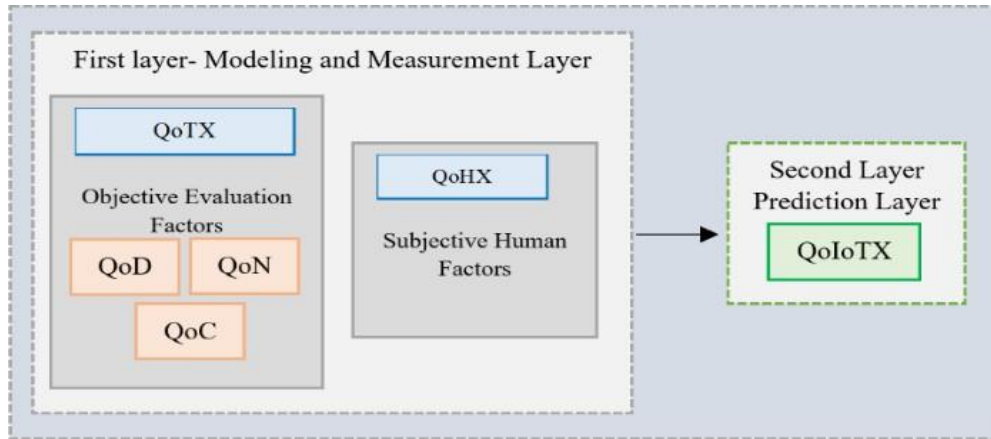 First layer- Modeling and Measurement Layer
QoTX
Objective Evaluation
Factors
QoD
QoN
QoC
QoHX
Subjective Human
Factors
Second Layer
Prediction Layer
QoIoTX